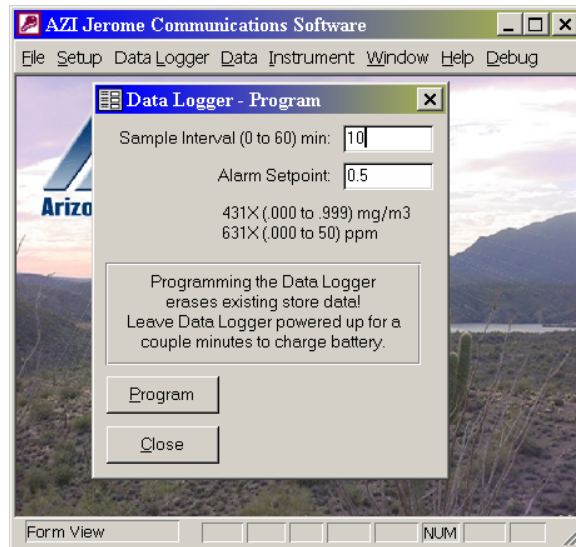 AZI Jerome Communications Software
File Setup Data Logger Data Instrument Window Help Debug
Data Logger - Program
Sample Interval (0 to 60) min: 10
Alarm Setpoint: 0.5
431X (.000 to .999) mg/m3
631X (.000 to 50) ppm
Arizo
Programming the Data Logger
erases existing store data!
Leave Data Logger powered up for a
couple minutes to charge battery.
Program
Close
Form View NUM